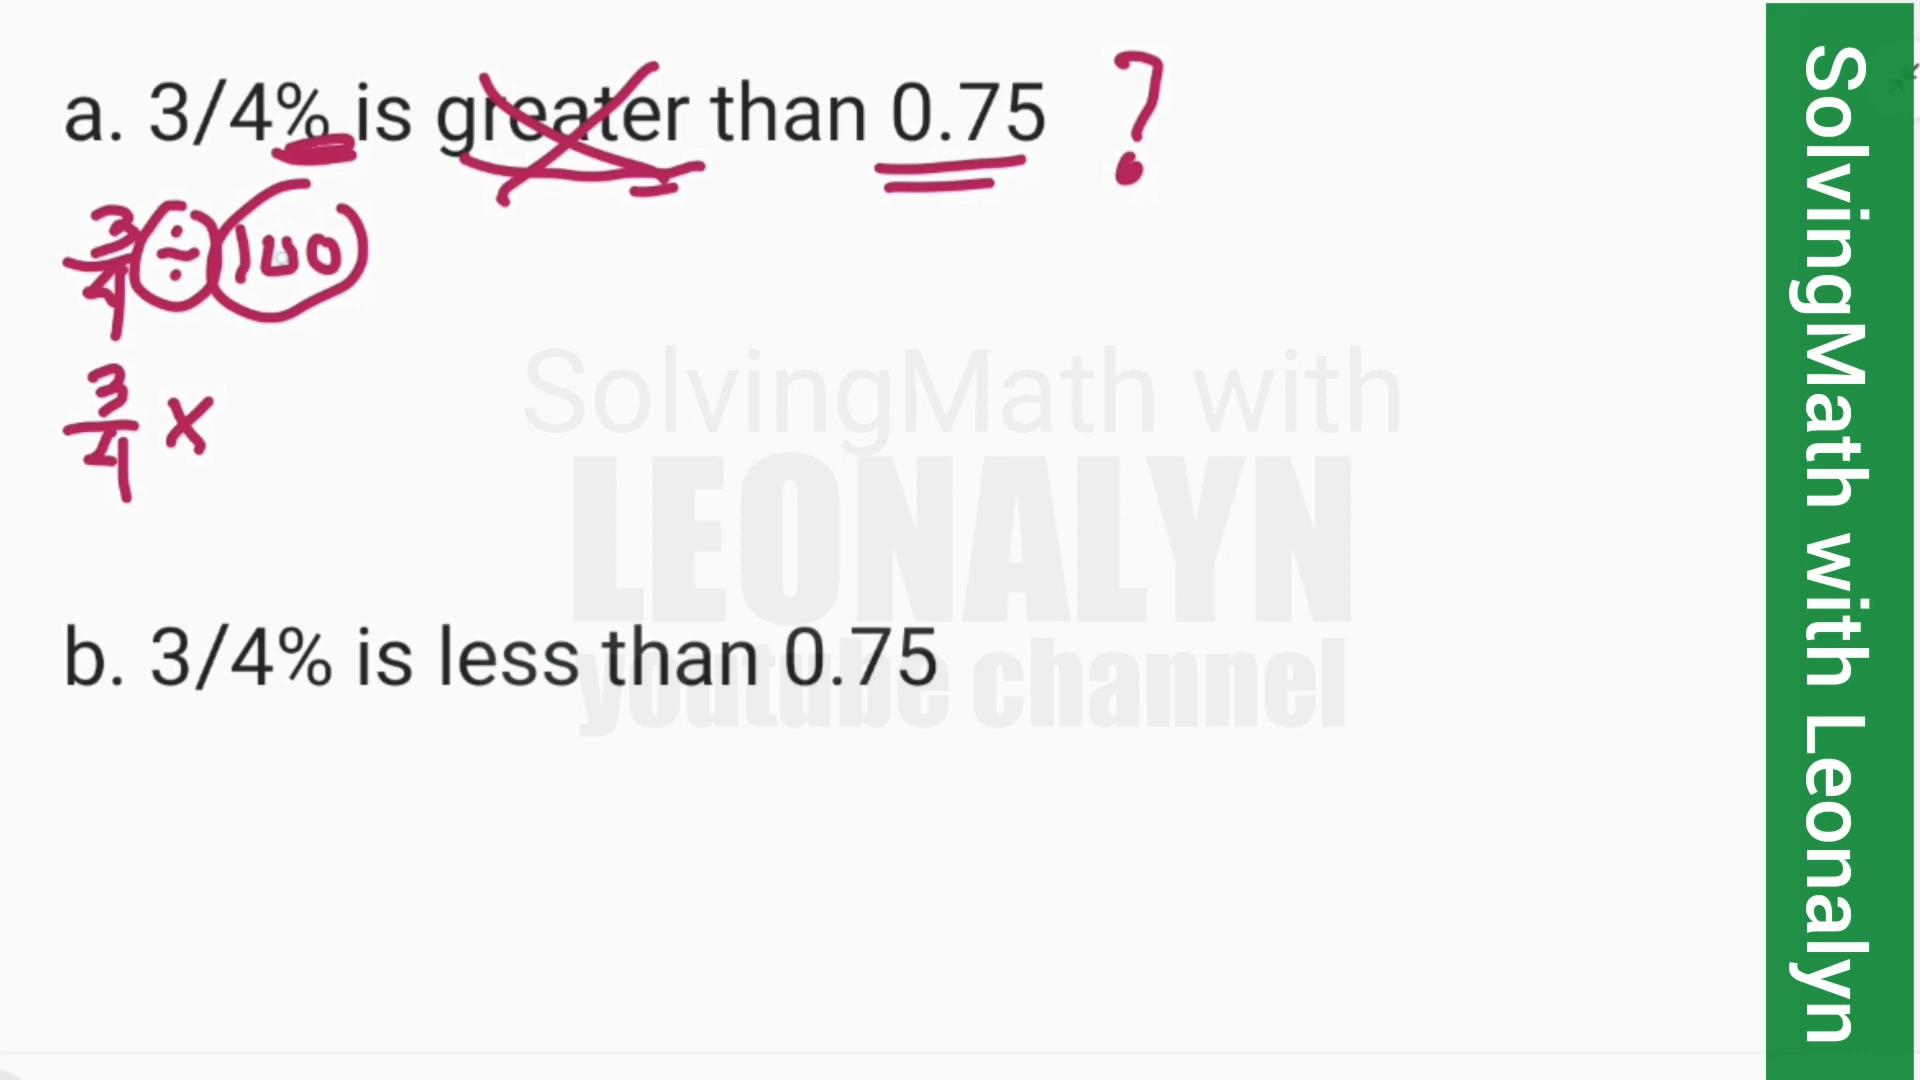 a. 3/4% is greater than 0.75 ?
3/4 ÷ 100
3/4 ×
SolvingMath with
LEONALYN
youtube channel
b. 3/4% is less than 0.75
SolvingMath with Leonalyn